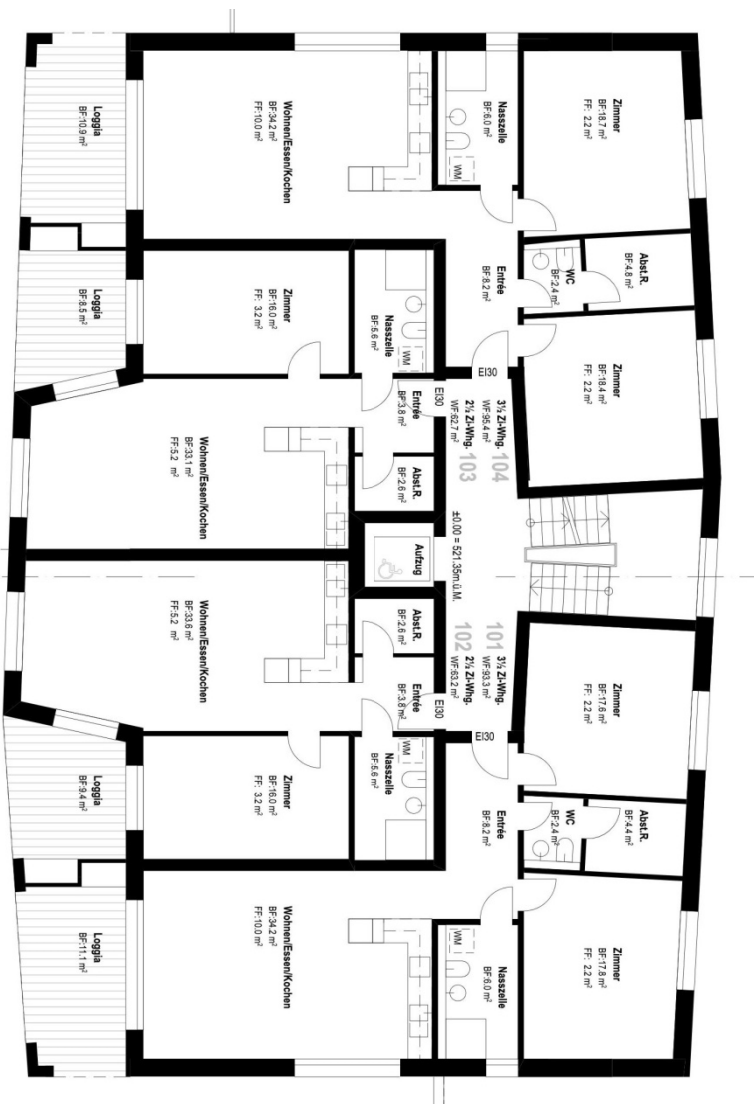 Zimmer
BF:18.7 m²
FF: 2.2 m²
Abst.R.
BF:4.8 m²
Zimmer
BF:18.4 m²
FF: 2.2 m²
Zimmer
BF:17.6 m²
FF: 2.2 m²
Abst.R.
BF:4.4 m²
Zimmer
BF:17.8 m²
FF: 2.2 m²
WC
BF:2.4 m²
WC
BF:2.4 m²
Nasszelle
BF:6.0 m²
WM
Entrée
BF:8.2 m²
EI30
3½ Zi-Whg. 104
WF:95.4 m²
2½ Zi-Whg. 103
WF:62.7 m²
±0.00 = 521.35m.ü.M.
3½ Zi-Whg. 101
WF:93.3 m²
2½ Zi-Whg. 102
WF:63.2 m²
EI30
Entrée
BF:8.2 m²
Nasszelle
BF:6.0 m²
WM
EI30
EI30
Nasszelle
BF:5.6 m²
WM
Entrée
BF:3.8 m²
Abst.R.
BF:2.6 m²
Aufzug
Abst.R.
BF:2.6 m²
Entrée
BF:3.8 m²
Nasszelle
BF:5.6 m²
WM
Wohnen/Essen/Kochen
BF:34.2 m²
FF:10.0 m²
Zimmer
BF:16.0 m²
FF: 3.2 m²
Wohnen/Essen/Kochen
BF:33.1 m²
FF:5.2 m²
Wohnen/Essen/Kochen
BF:33.6 m²
FF:5.2 m²
Zimmer
BF:16.0 m²
FF: 3.2 m²
Wohnen/Essen/Kochen
BF:34.2 m²
FF:10.0 m²
Loggia
BF:10.9 m²
Loggia
BF:8.5 m²
Loggia
BF:9.4 m²
Loggia
BF:11.1 m²